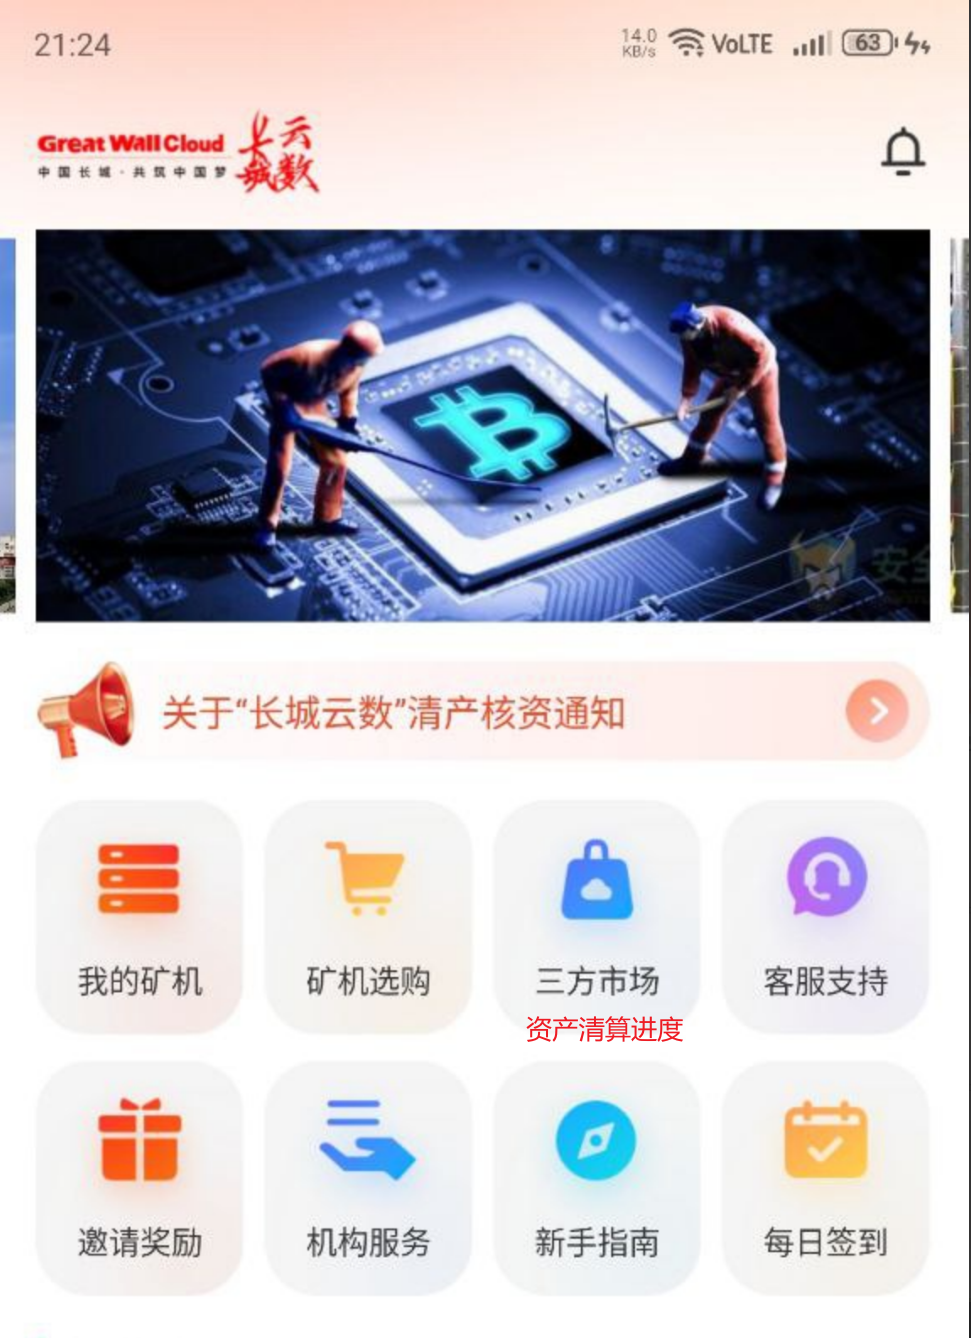 21:24
14.0
KB/s
VoLTE
63
Great Wall Cloud
中国长城·共筑中国梦
长城
云数
安全
关于“长城云数”清产核资通知
我的矿机
矿机选购
三方市场
客服支持
资产清算进度
邀请奖励
机构服务
新手指南
每日签到